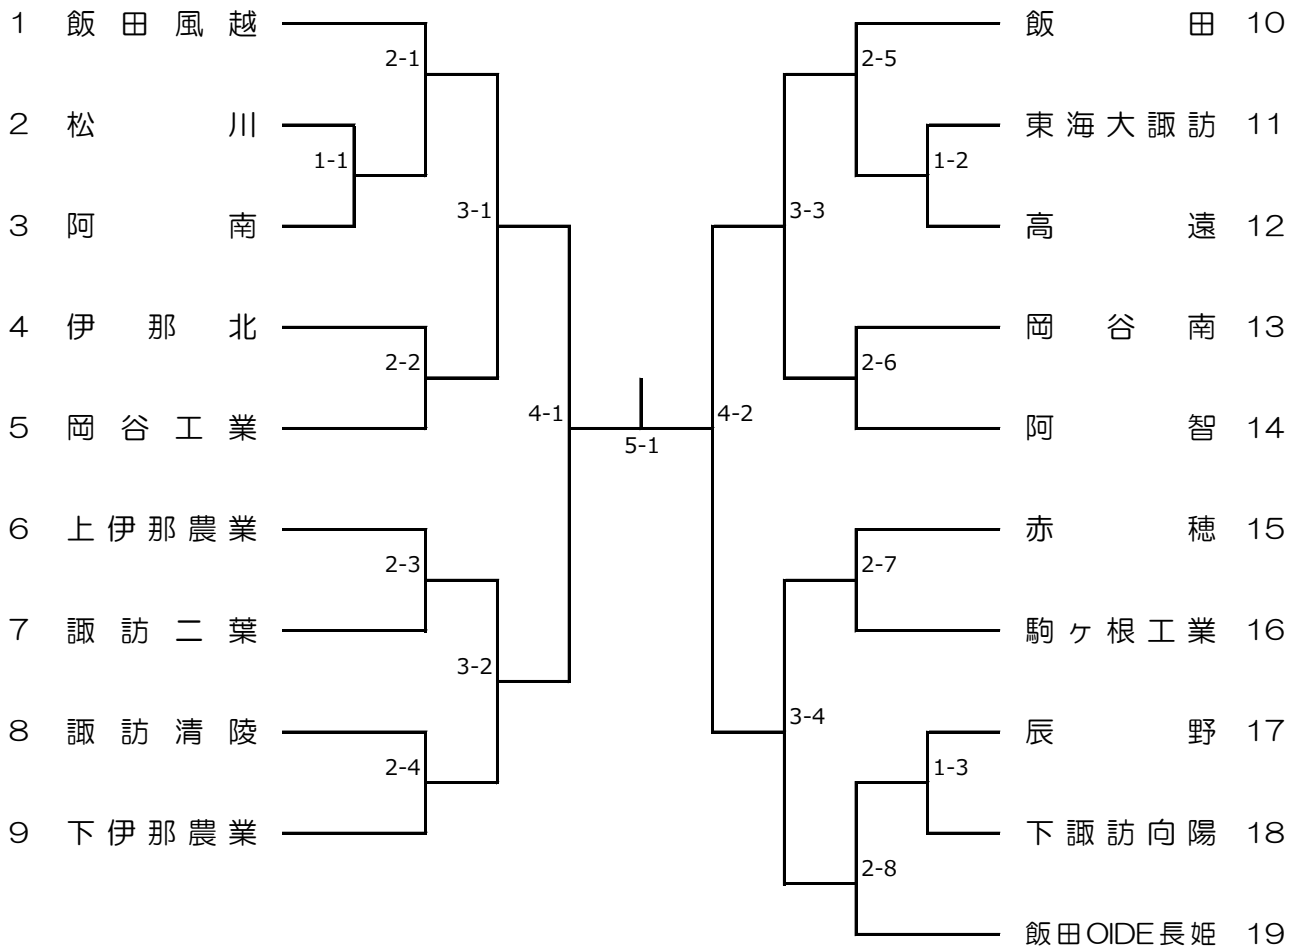 1 飯田風越
2-1
2 松川
1-1
3 阿南
3-1
4 伊那北
2-2
5 岡谷工業
4-1
6 上伊那農業
2-3
7 諏訪二葉
3-2
8 諏訪清陵
2-4
9 下伊那農業
5-1
飯田 10
2-5
東海大諏訪 11
1-2
高遠 12
3-3
岡谷南 13
2-6
阿智 14
4-2
赤穂 15
2-7
駒ヶ根工業 16
3-4
辰野 17
1-3
下諏訪向陽 18
2-8
飯田OIDE長姫 19